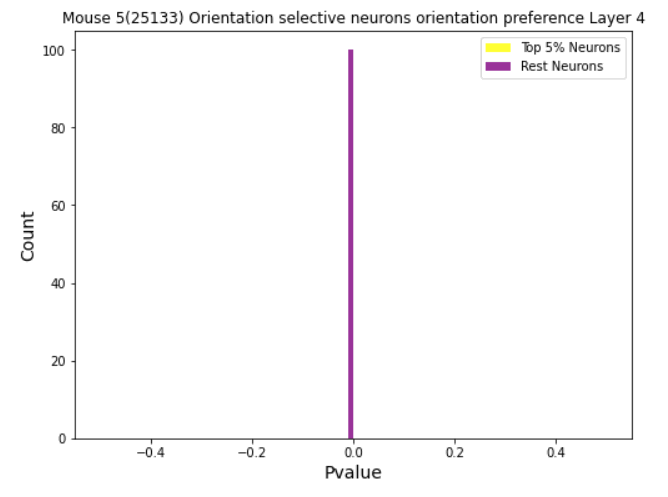 Mouse 5(25133) Orientation selective neurons orientation preference Layer 4
Top 5% Neurons
Rest Neurons
100
80
60
40
20
0
Count
−0.4
−0.2
0.0
0.2
0.4
Pvalue